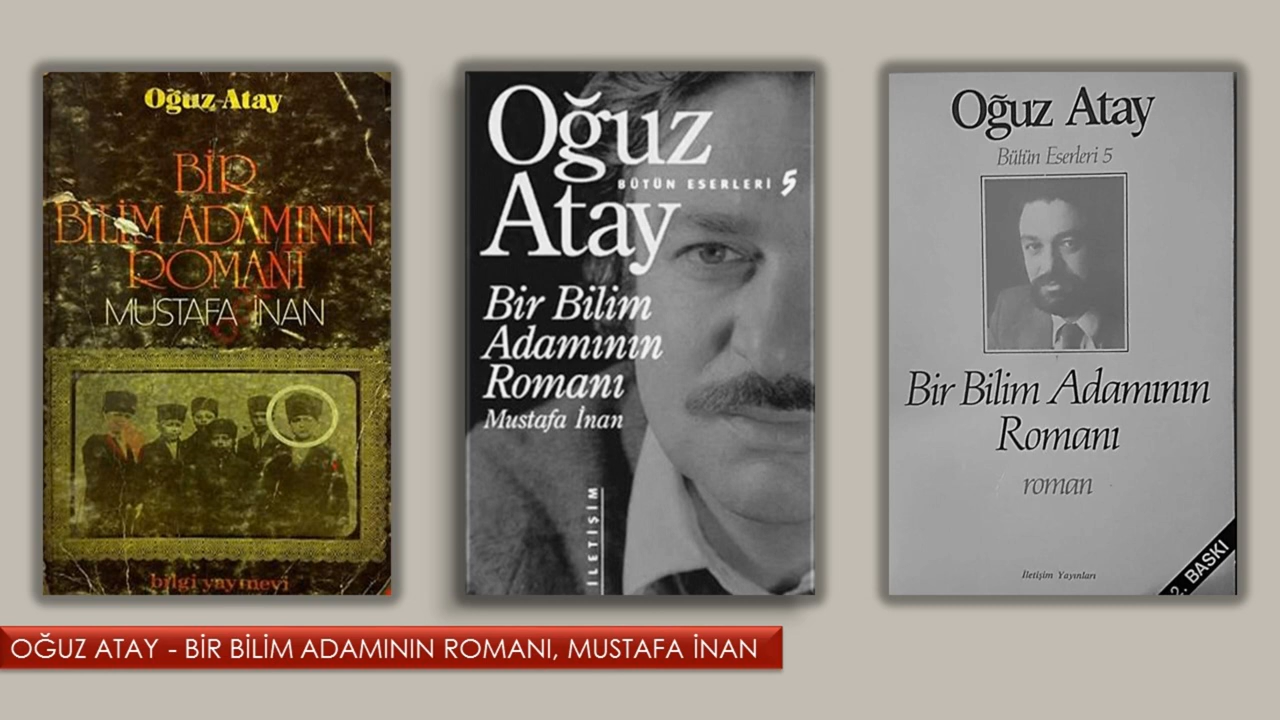 Oğuz Atay
BİR
BİLİM ADAMININ
ROMANI
MUSTAFA İNAN
bilgi yayınevi
Oğuz
BÜTÜN ESERLERİ 5
Atay
Bir Bilim
Adamının
Romanı
Mustafa İnan
İLETİŞİM
Oğuz Atay
Bütün Eserleri 5
Bir Bilim Adamının
Romanı
roman
İletişim Yayınları
2. BASKI
OĞUZ ATAY - BİR BİLİM ADAMININ ROMANI, MUSTAFA İNAN